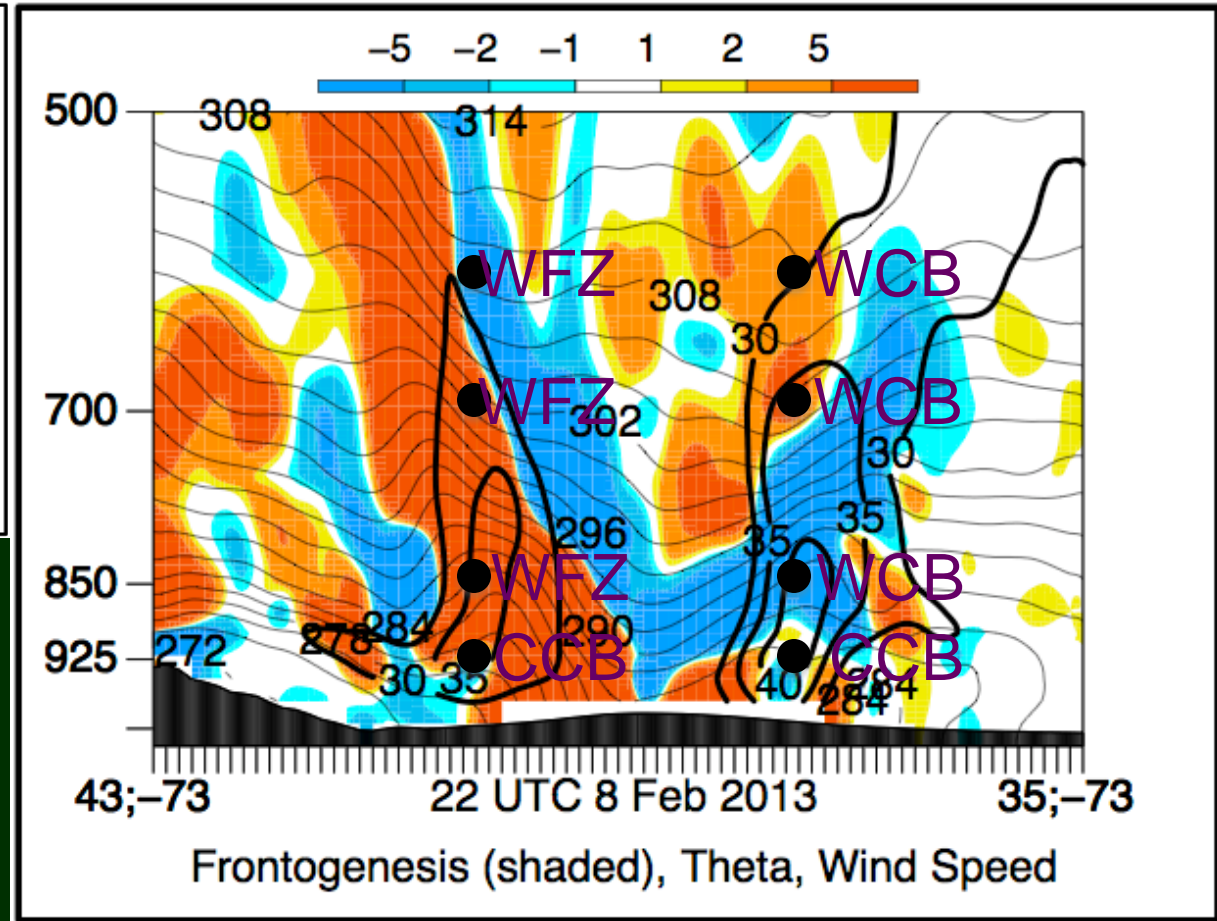 −5 −2 −1 1 2 5
500
308 314
WFZ WCB
308
30
700
WFZ WCB
302
30
296 35 35
850
WFZ WCB
278 284 290
272
925
CCB CCB
30 35 40 284 284
43;−73 22 UTC 8 Feb 2013 35;−73
Frontogenesis (shaded), Theta, Wind Speed